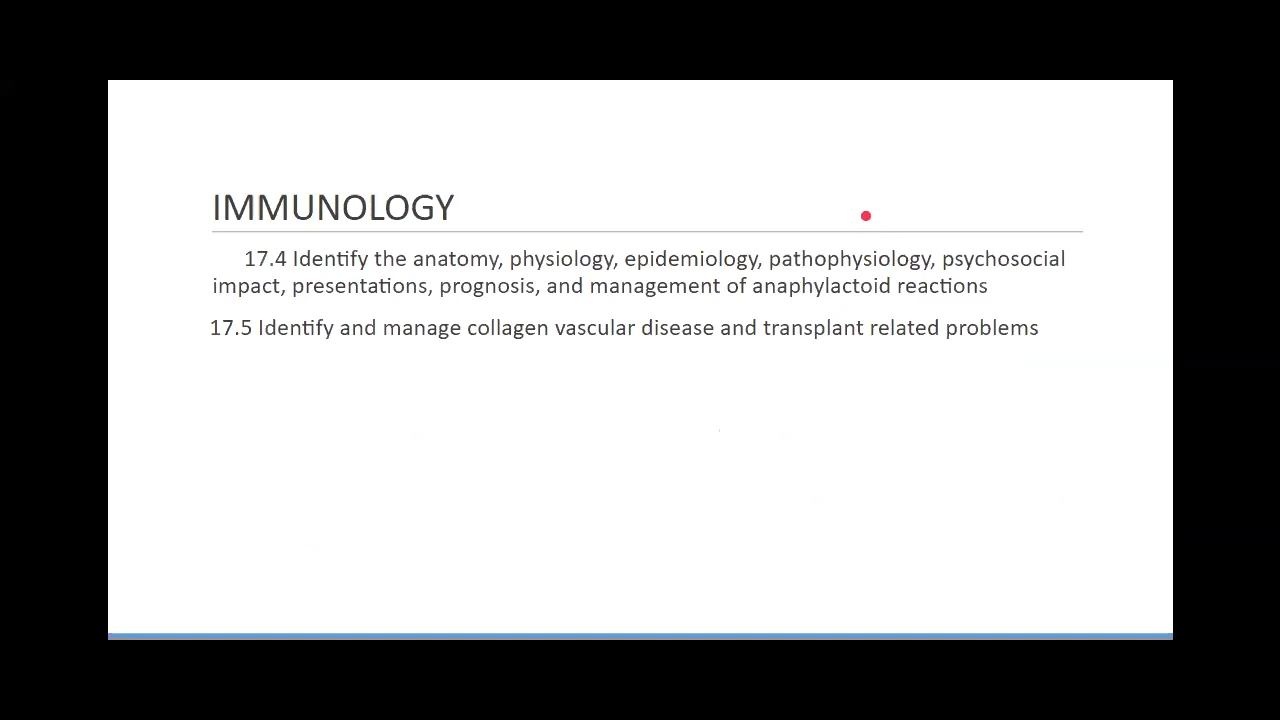 IMMUNOLOGY
17.4 Identify the anatomy, physiology, epidemiology, pathophysiology, psychosocial
impact, presentations, prognosis, and management of anaphylactoid reactions
17.5 Identify and manage collagen vascular disease and transplant related problems